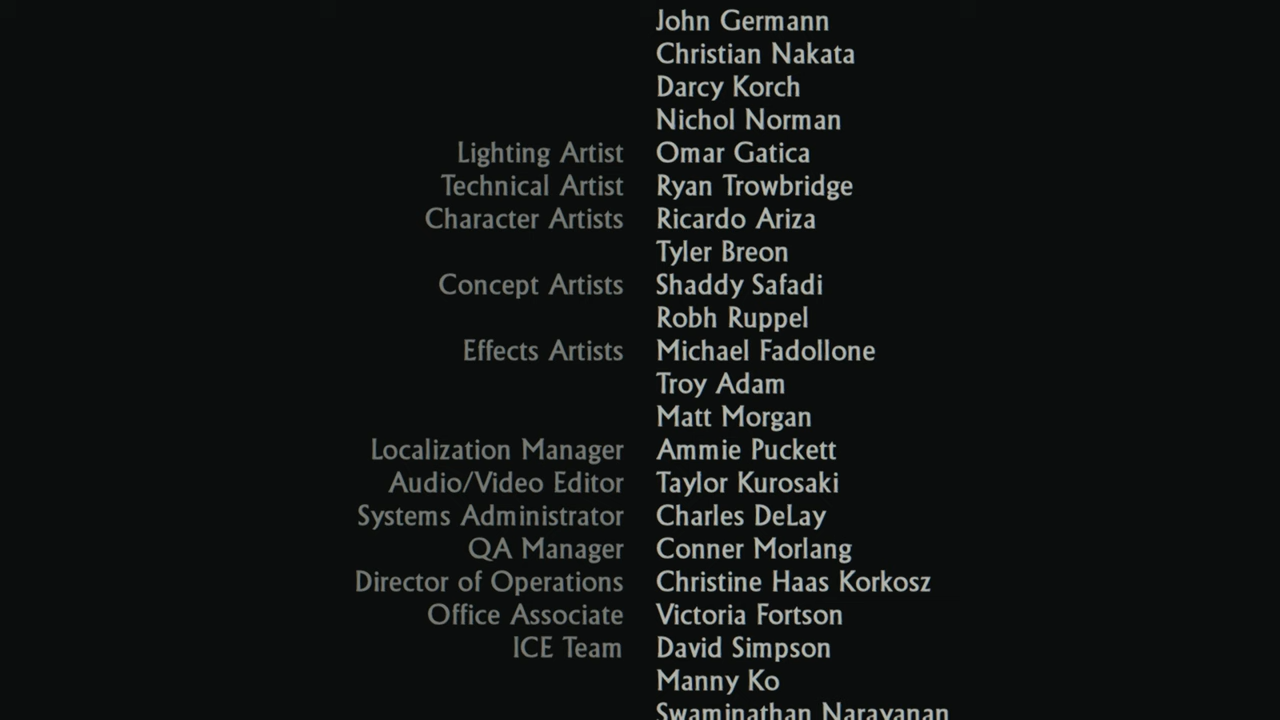 John Germann
Christian Nakata
Darcy Korch
Nichol Norman
Lighting Artist Omar Gatica
Technical Artist Ryan Trowbridge
Character Artists Ricardo Ariza
Tyler Breon
Concept Artists Shaddy Safadi
Robh Ruppel
Effects Artists Michael Fadollone
Troy Adam
Matt Morgan
Localization Manager Ammie Puckett
Audio/Video Editor Taylor Kurosaki
Systems Administrator Charles DeLay
QA Manager Conner Morlang
Director of Operations Christine Haas Korkosz
Office Associate Victoria Fortson
ICE Team David Simpson
Manny Ko
Swaminathan Narayanan